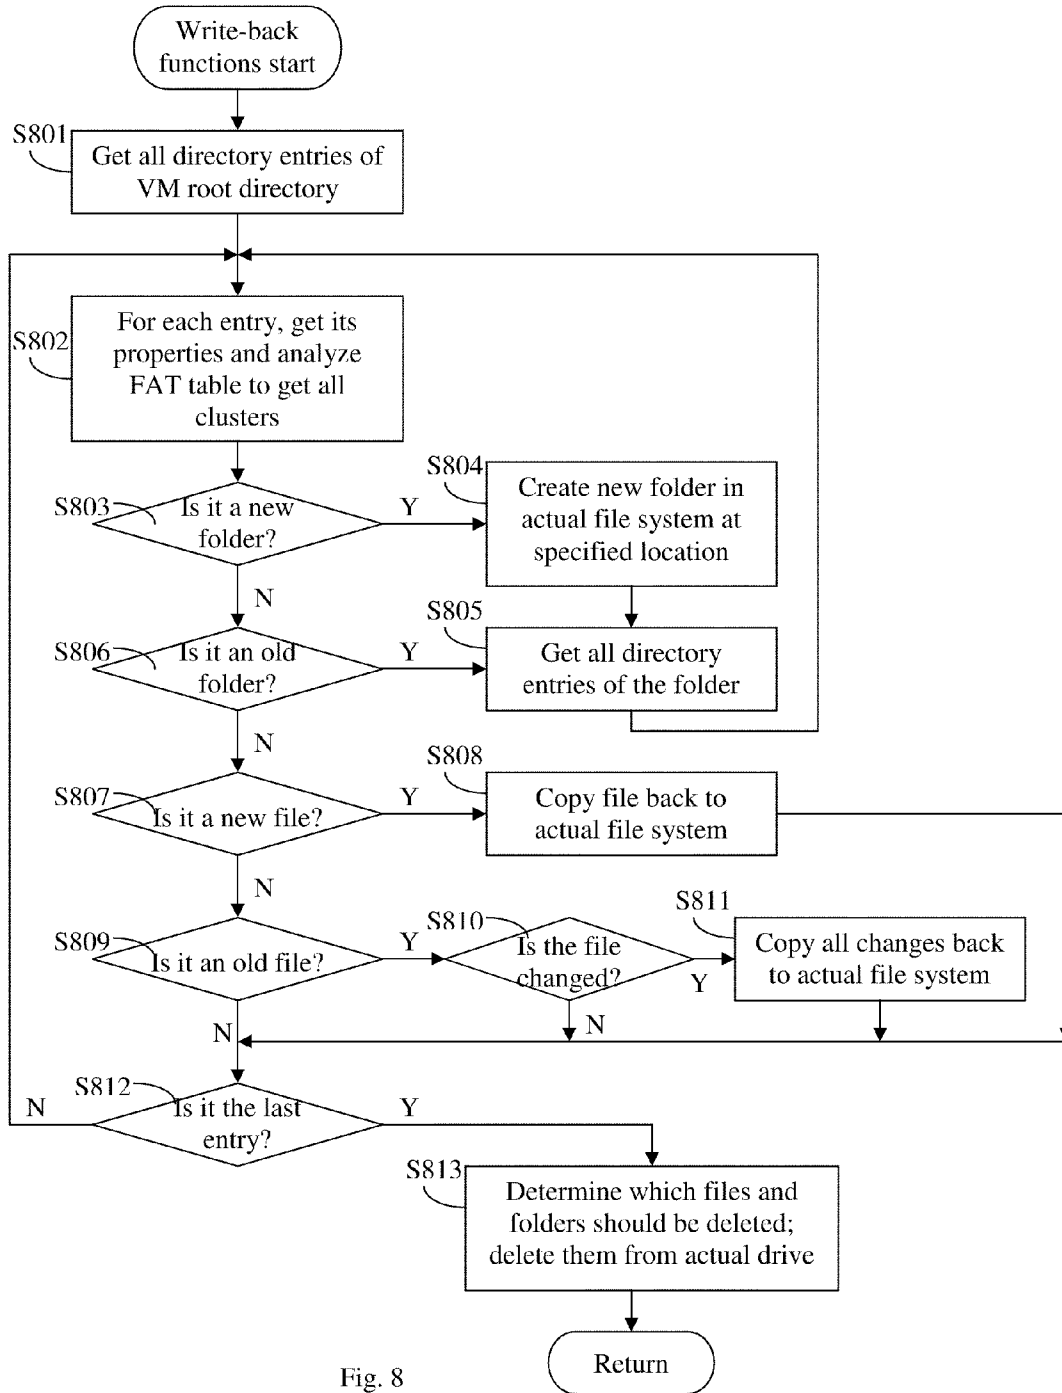 Write-back
functions start
S801
Get all directory entries of
VM root directory
S802
For each entry, get its
properties and analyze
FAT table to get all
clusters
S803
Is it a new
folder?
Y
N
S804
Create new folder in
actual file system at
specified location
S805
Get all directory
entries of the folder
S806
Is it an old
folder?
Y
N
S807
Is it a new file?
Y
N
S808
Copy file back to
actual file system
S809
Is it an old file?
Y
N
S810
Is the file
changed?
Y
N
S811
Copy all changes back
to actual file system
S812
Is it the last
entry?
N
Y
S813
Determine which files and
folders should be deleted;
delete them from actual drive
Return
Fig. 8